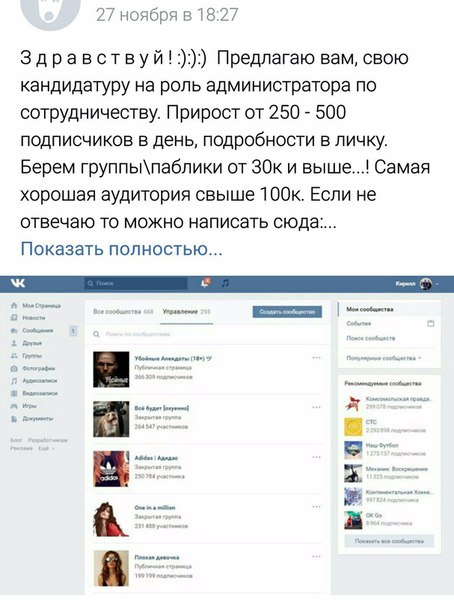 27 ноября в 18:27
З д р а в с т в у й ! :):):) Предлагаю вам, свою
кандидатуру на роль администратора по
сотрудничеству. Прирост от 250 - 500
подписчиков в день, подробности в личку.
Берем группы\паблики от 30к и выше...! Самая
хорошая аудитория свыше 100к. Если не
отвечаю то можно написать сюда:...
Показать полностью...
Поиск
Кирилл
Моя Страница
Новости
Сообщения 1
Друзья
Группы
Фотографии
Аудиозаписи
Видеозаписи
Игры
Документы
Блог Разработчикам
Реклама Ещё
Все сообщества 468 Управление 295 Создать сообщество
Поиск по сообществам
Убойные Анекдоты (18+)
Публичная страница
366 309 подписчиков
Всё будет [охуенно]
Закрытая группа
264 547 участников
Adidas | Адидас
Закрытая группа
250 784 участника
One in a million
Закрытая группа
231 480 участников
Плохая девочка
Публичная страница
199 199 подписчиков
Мои сообщества
События
Поиск сообществ
Популярные сообщества
Рекомендуемые сообщества
Комсомольская правда..
299 078 подписчиков
СТС
2 292 898 подписчиков
Наш Футбол
1 275 137 подписчиков
Механик: Воскрешение
11 325 подписчиков
Континентальная Хокке...
997 824 подписчика
OK Go
8 964 подписчика
Показать все сообщества